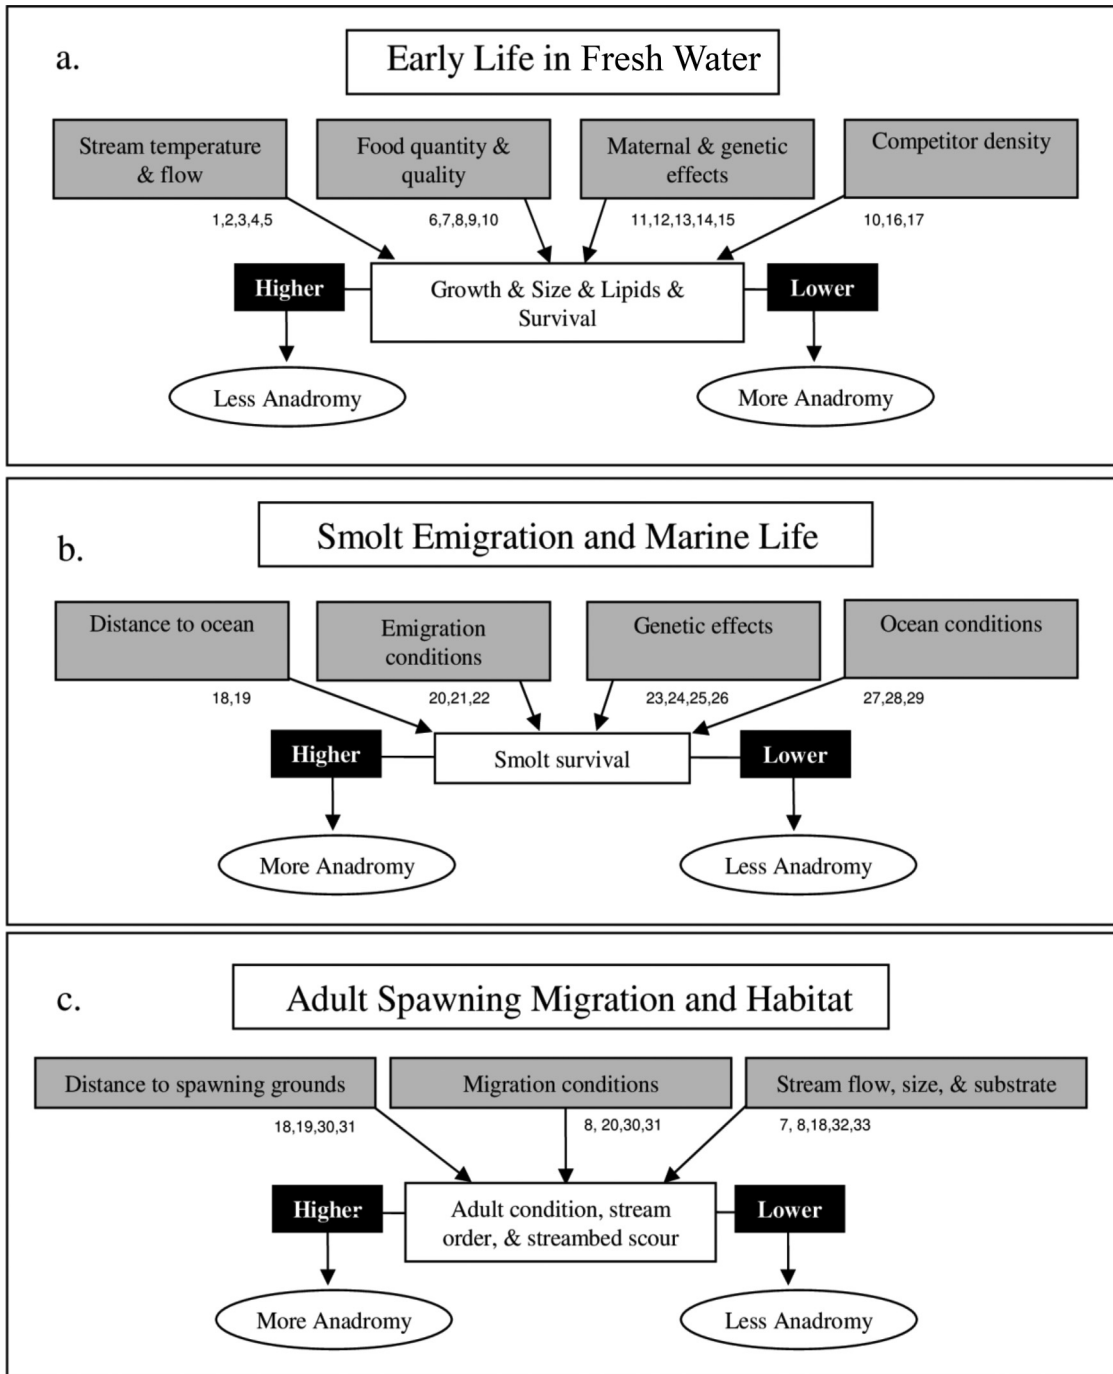 a.
Early Life in Fresh Water
Stream temperature
& flow
Food quantity &
quality
Maternal & genetic
effects
Competitor density
1,2,3,4,5
6,7,8,9,10
11,12,13,14,15
10,16,17
Higher
Growth & Size & Lipids &
Survival
Lower
Less Anadromy
More Anadromy
b.
Smolt Emigration and Marine Life
Distance to ocean
Emigration
conditions
Genetic effects
Ocean conditions
18,19
20,21,22
23,24,25,26
27,28,29
Higher
Smolt survival
Lower
More Anadromy
Less Anadromy
c.
Adult Spawning Migration and Habitat
Distance to spawning grounds
Migration conditions
Stream flow, size, & substrate
18,19,30,31
8, 20,30,31
7, 8,18,32,33
Higher
Adult condition, stream
order, & streambed scour
Lower
More Anadromy
Less Anadromy